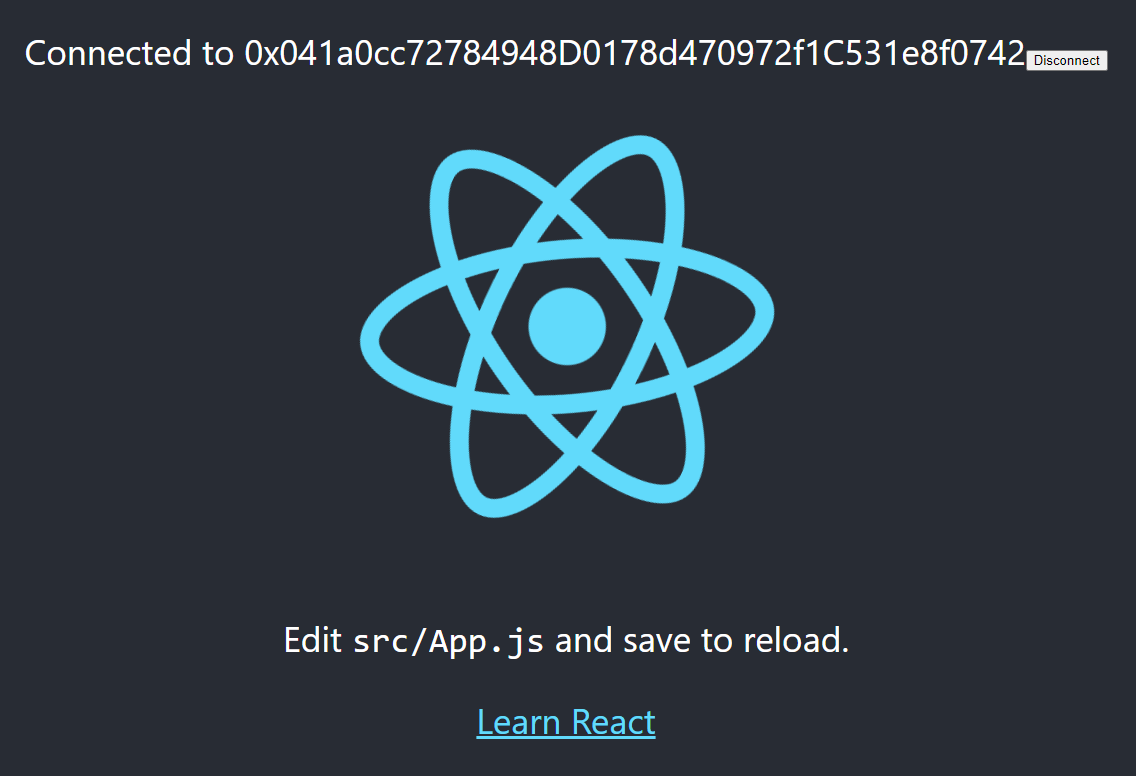 Connected to 0x041a0cc72784948D0178d470972f1C531e8f0742 Disconnect
Edit src/App.js and save to reload.
Learn React